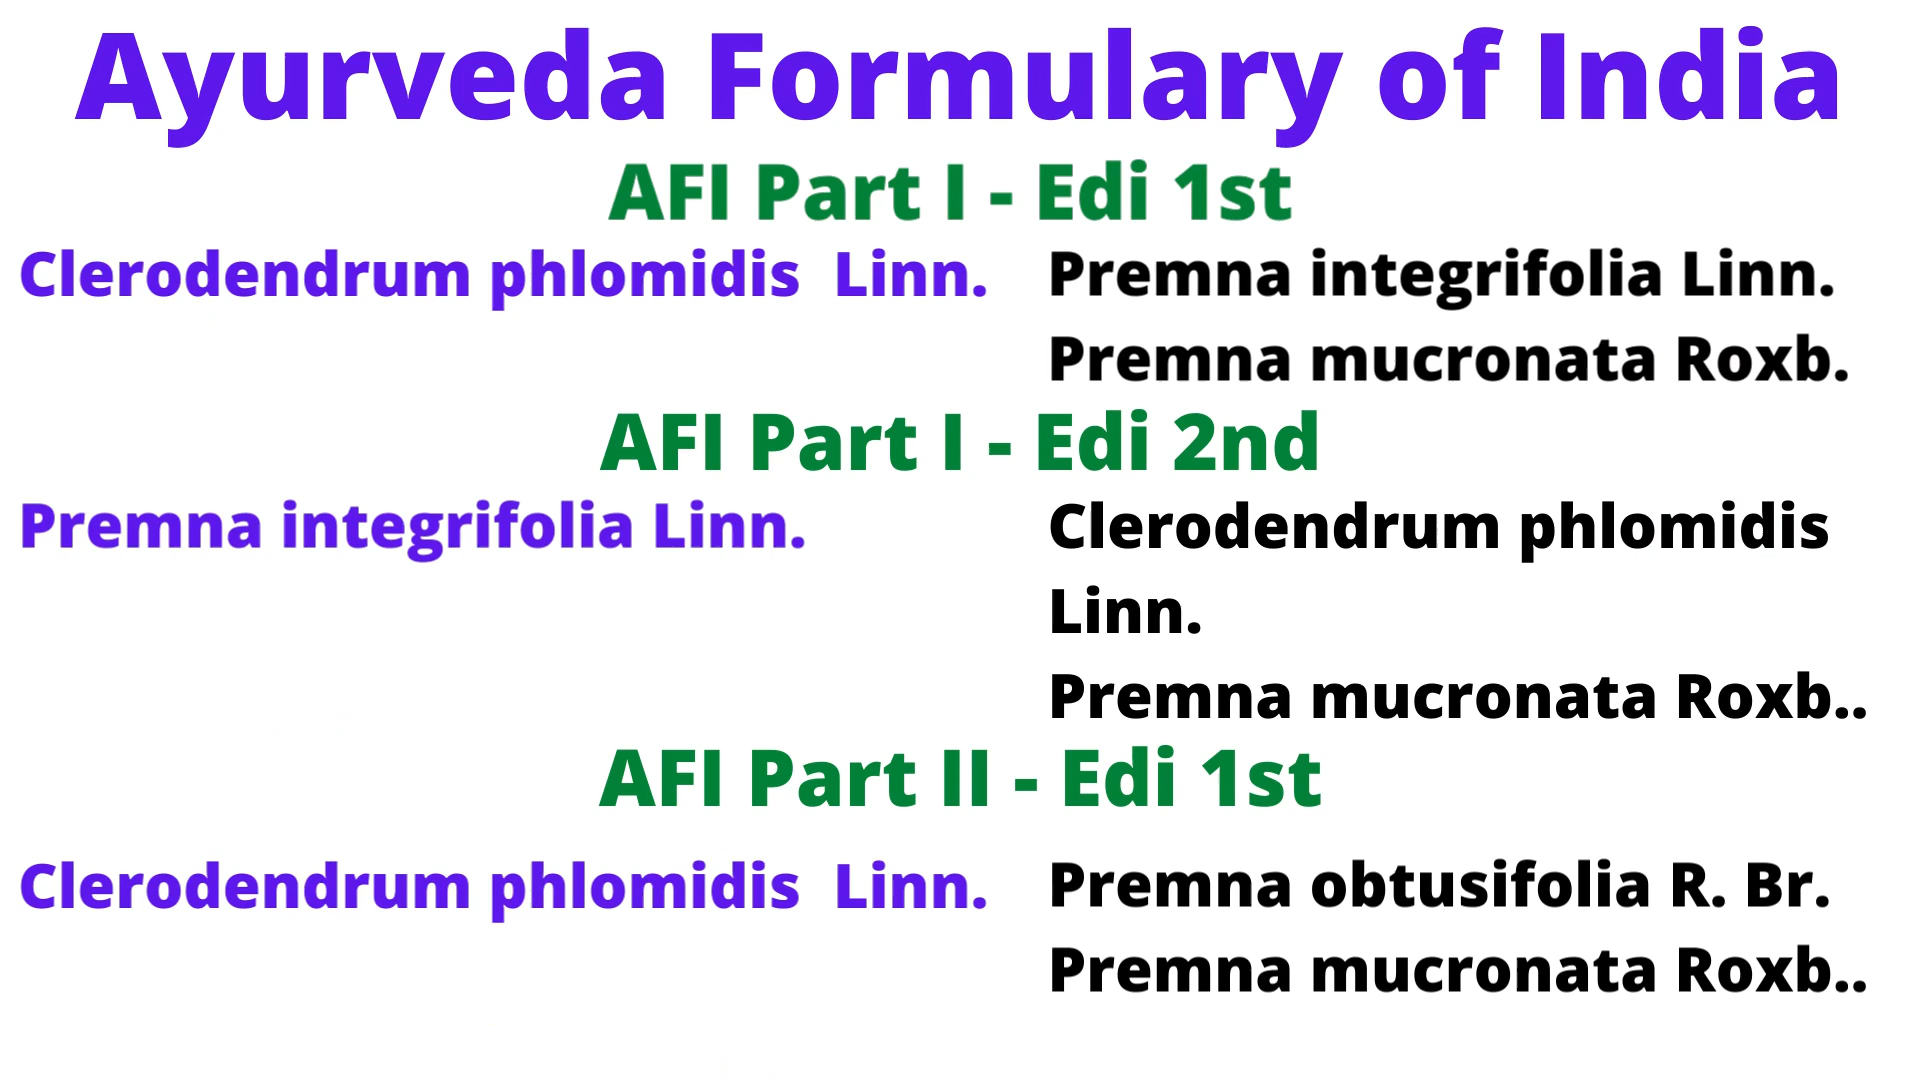 Ayurveda Formulary of India
AFI Part I - Edi 1st
Clerodendrum phlomidis  Linn.
Premna integrifolia Linn.
Premna mucronata Roxb.
AFI Part I - Edi 2nd
Premna integrifolia Linn.
Clerodendrum phlomidis
Linn.
Premna mucronata Roxb..
AFI Part II - Edi 1st
Clerodendrum phlomidis  Linn.
Premna obtusifolia R. Br.
Premna mucronata Roxb..